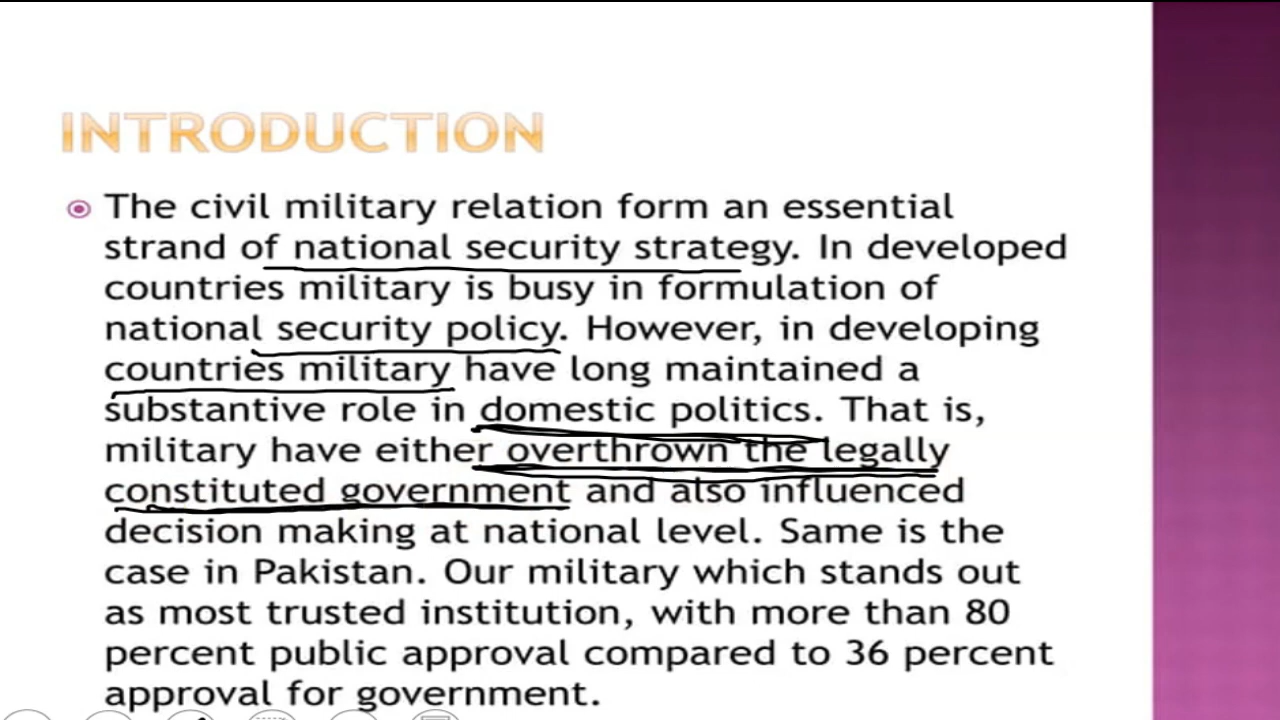 INTRODUCTION
The civil military relation form an essential
strand of national security strategy. In developed
countries military is busy in formulation of
national security policy. However, in developing
countries military have long maintained a
substantive role in domestic politics. That is,
military have either overthrown the legally
constituted government and also influenced
decision making at national level. Same is the
case in Pakistan. Our military which stands out
as most trusted institution, with more than 80
percent public approval compared to 36 percent
approval for government.